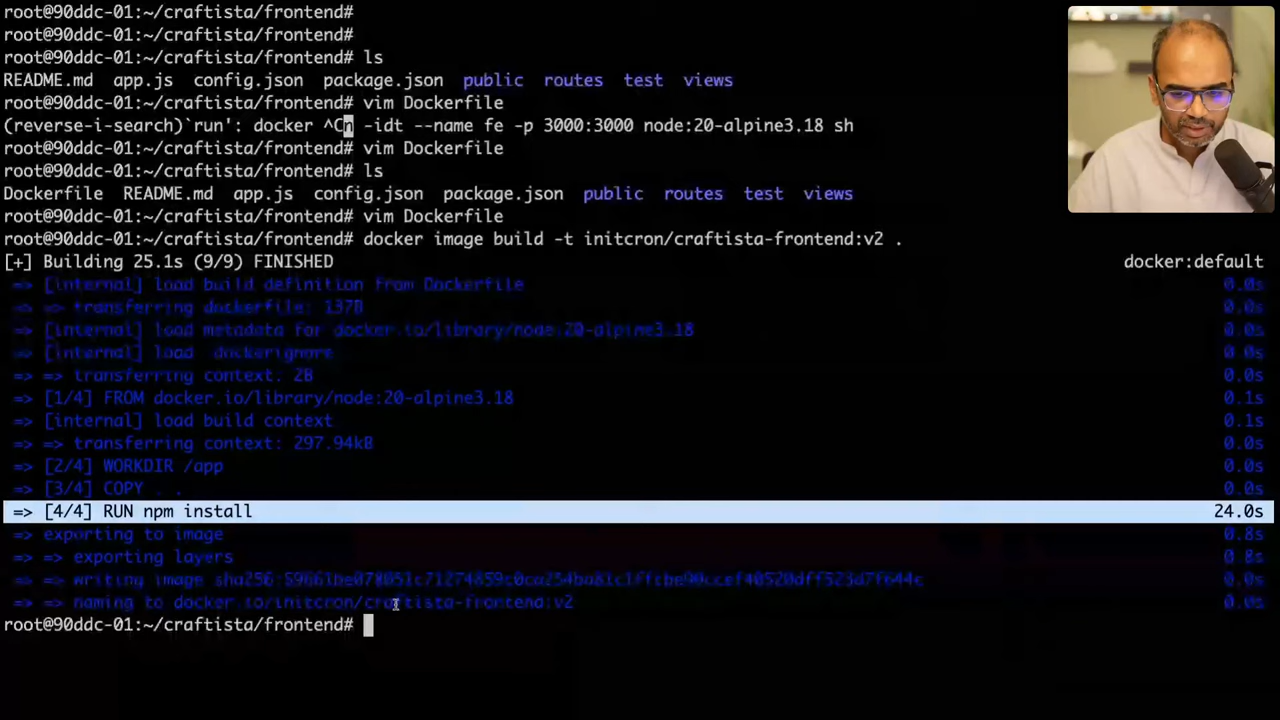 root@90ddc-01:~/craftista/frontend#
root@90ddc-01:~/craftista/frontend#
root@90ddc-01:~/craftista/frontend# ls
README.md app.js config.json package.json public routes test views
root@90ddc-01:~/craftista/frontend# vim Dockerfile
(reverse-i-search)`run': docker ^Cn -idt --name fe -p 3000:3000 node:20-alpine3.18 sh
root@90ddc-01:~/craftista/frontend# vim Dockerfile
root@90ddc-01:~/craftista/frontend# ls
Dockerfile README.md app.js config.json package.json public routes test views
root@90ddc-01:~/craftista/frontend# vim Dockerfile
root@90ddc-01:~/craftista/frontend# docker image build -t initcron/craftista-frontend:v2 .
[+] Building 25.1s (9/9) FINISHED docker:default
=> [internal] load build definition from Dockerfile 0.0s
=> => transferring dockerfile: 137B 0.0s
=> [internal] load metadata for docker.io/library/node:20-alpine3.18 0.0s
=> [internal] load .dockerignore 0.0s
=> => transferring context: 2B 0.0s
=> [1/4] FROM docker.io/library/node:20-alpine3.18 0.1s
=> [internal] load build context 0.1s
=> => transferring context: 297.94kB 0.0s
=> [2/4] WORKDIR /app 0.0s
=> [3/4] COPY . . 0.0s
=> [4/4] RUN npm install 24.0s
=> exporting to image 0.8s
=> => exporting layers 0.8s
=> => writing image 0.0s
=> => naming to docker.io/initcron/craftista-frontend:v2 0.0s
root@90ddc-01:~/craftista/frontend#